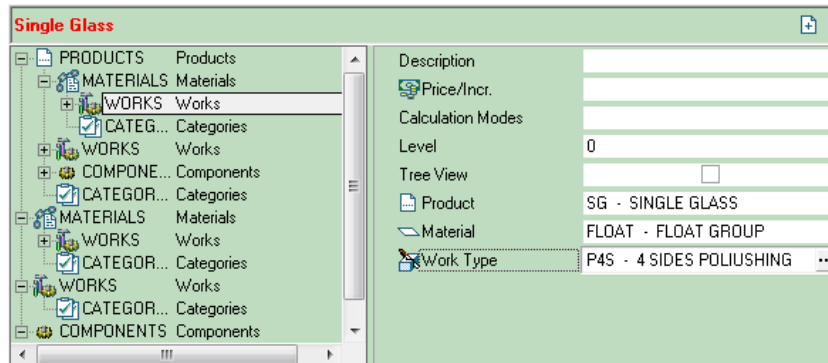 Single Glass
PRODUCTS Products
MATERIALS Materials
WORKS Works
CATEG... Categories
WORKS Works
COMPONE... Components
CATEGOR... Categories
MATERIALS Materials
WORKS Works
CATEGOR... Categories
WORKS Works
CATEGOR... Categories
COMPONENTS Components
Description
Price/Incr.
Calculation Modes
Level 0
Tree View
Product SG - SINGLE GLASS
Material FLOAT - FLOAT GROUP
Work Type P4S - 4 SIDES POLIUSHING ...